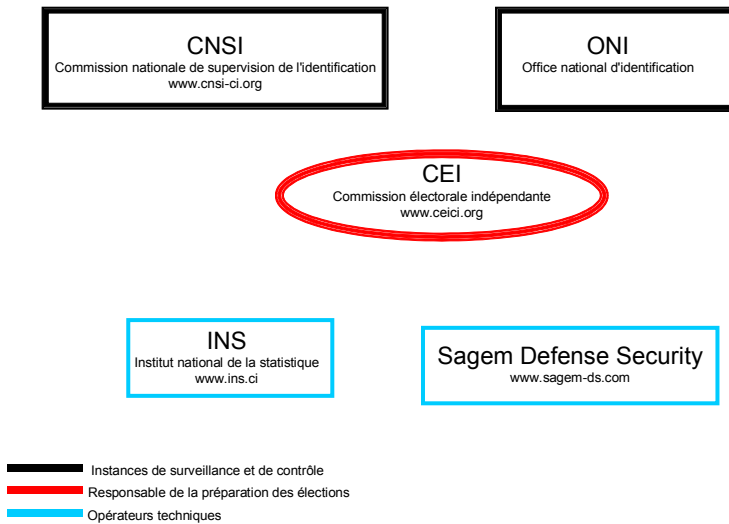 CNSI
Commission nationale de supervision de l'identification
www.cnsi-ci.org
ONI
Office national d'identification
CEI
Commission électorale indépendante
www.ceici.org
INS
Institut national de la statistique
www.ins.ci
Sagem Defense Security
www.sagem-ds.com
Instances de surveillance et de contrôle
Responsable de la préparation des élections
Opérateurs techniques